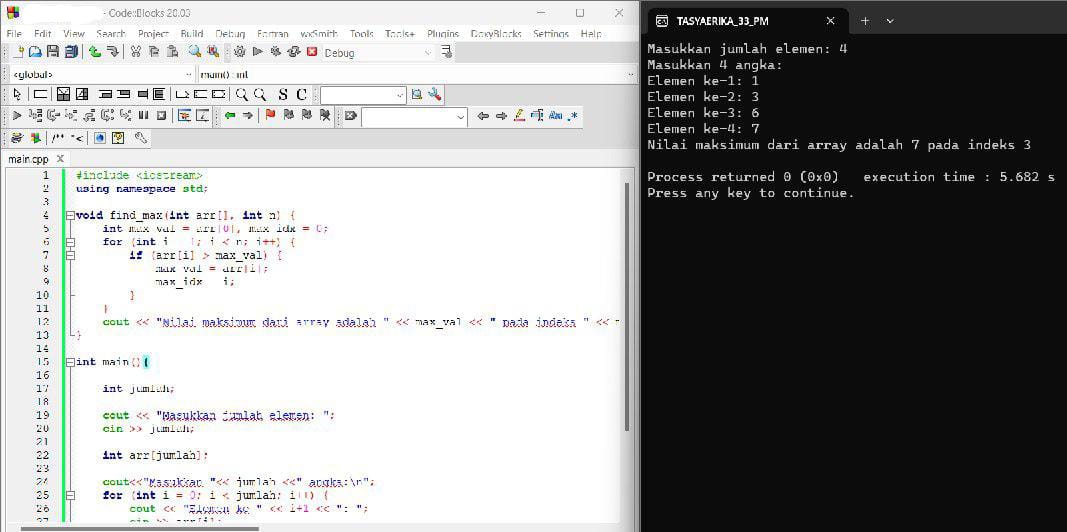 - Code::Blocks 20.03
File Edit View Search Project Build Debug Fortran wxSmith Tools Tools+ Plugins DoxyBlocks Settings Help
Debug
<global>
main() : int
S C
Abi .*
/** *<
main.cpp X
1 #include <iostream>
2 using namespace std;
3
4 void find_max(int arr[], int n) {
5 int max_val = arr[0], max_idx = 0;
6 for (int i = 1; i < n; i++) {
7 if (arr[i] > max_val) {
8 max_val = arr[i];
9 max_idx = i;
10 }
11 }
12 cout << "Nilai maksimum dari array adalah " << max_val << " pada indeks " <<
13 }
14
15 int main(){
16
17 int jumlah;
18
19 cout << "Masukkan jumlah elemen: ";
20 cin >> jumlah;
21
22 int arr[jumlah];
23
24 cout<<"Masukkan "<< jumlah <<" angka:\n";
25 for (int i = 0; i < jumlah; i++) {
26 cout << "Elemen ke-" << i+1 << ": ";
27 cin >> arr[i];
TASYAERIKA_33_PM
Masukkan jumlah elemen: 4
Masukkan 4 angka:
Elemen ke-1: 1
Elemen ke-2: 3
Elemen ke-3: 6
Elemen ke-4: 7
Nilai maksimum dari array adalah 7 pada indeks 3
Process returned 0 (0x0) execution time : 5.682 s
Press any key to continue.